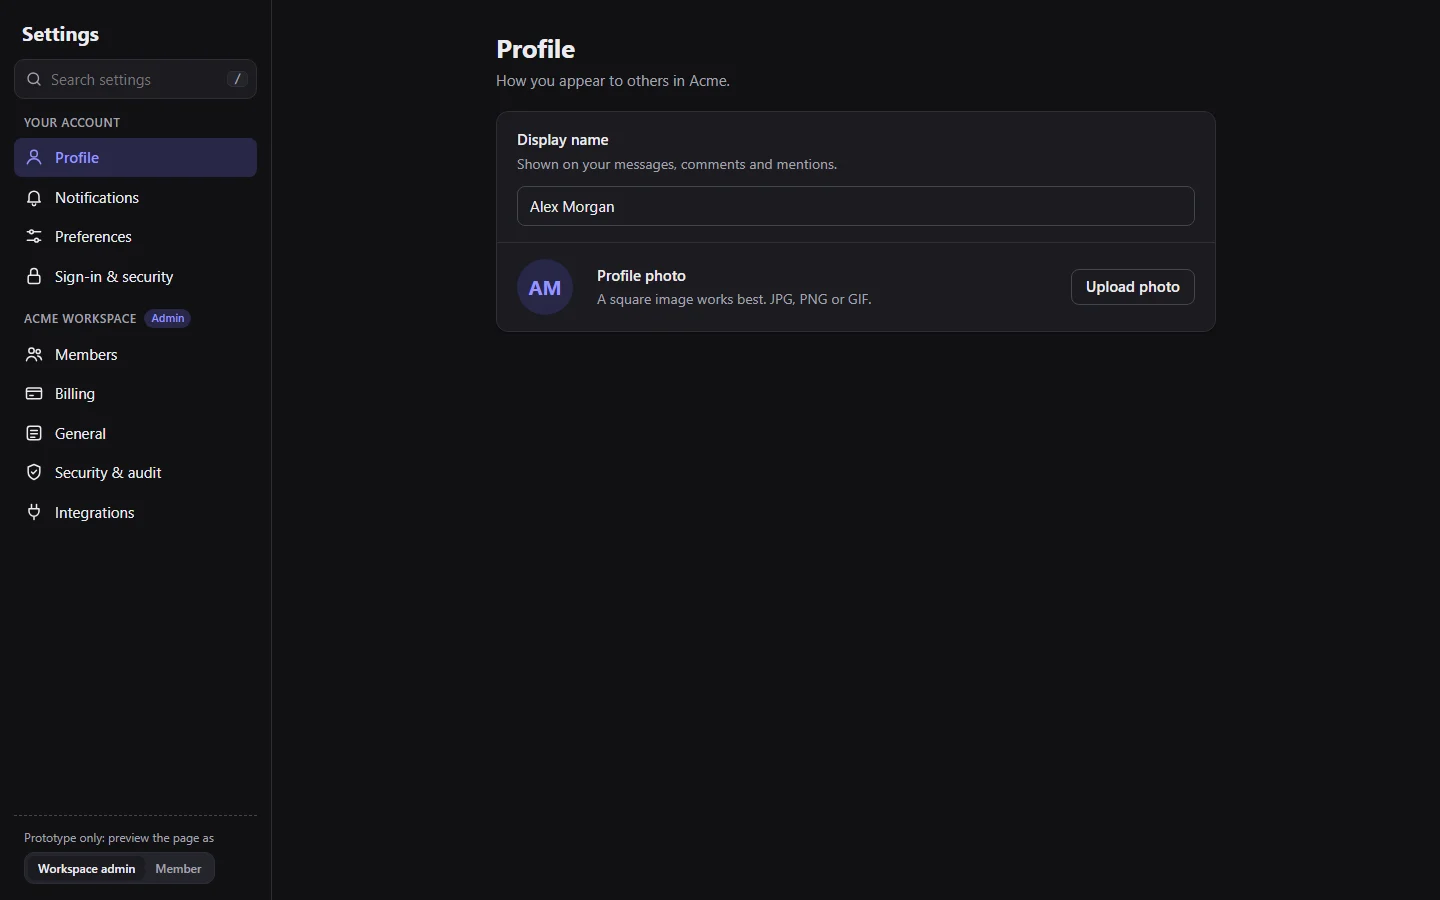 Settings
Search settings /
YOUR ACCOUNT
Profile
Notifications
Preferences
Sign-in & security
ACME WORKSPACE Admin
Members
Billing
General
Security & audit
Integrations
Prototype only: preview the page as
Workspace admin Member
Profile
How you appear to others in Acme.
Display name
Shown on your messages, comments and mentions.
Alex Morgan
AM
Profile photo
A square image works best. JPG, PNG or GIF.
Upload photo